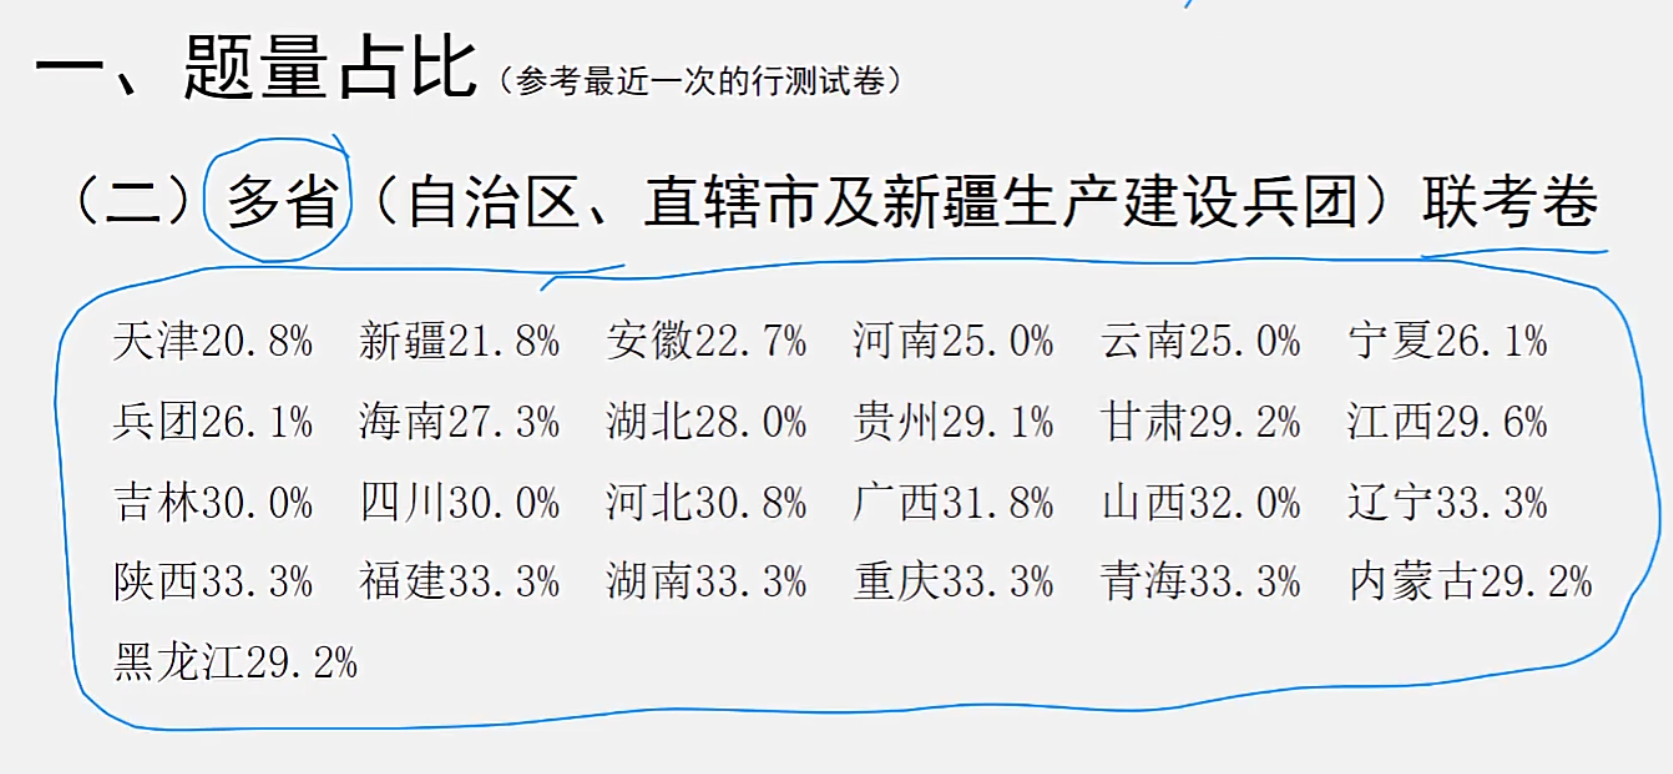 一、题量占比（参考最近一次的行测试卷）
（二）多省（自治区、直辖市及新疆生产建设兵团）联考卷
天津20.8% 新疆21.8% 安徽22.7% 河南25.0% 云南25.0% 宁夏26.1%
兵团26.1% 海南27.3% 湖北28.0% 贵州29.1% 甘肃29.2% 江西29.6%
吉林30.0% 四川30.0% 河北30.8% 广西31.8% 山西32.0% 辽宁33.3%
陕西33.3% 福建33.3% 湖南33.3% 重庆33.3% 青海33.3% 内蒙古29.2%
黑龙江29.2%